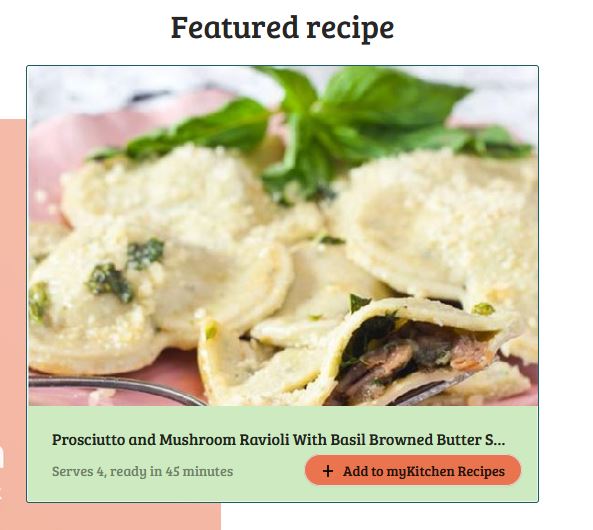 Featured recipe
Prosciutto and Mushroom Ravioli With Basil Browned Butter S...
Serves 4, ready in 45 minutes
+ Add to myKitchen Recipes